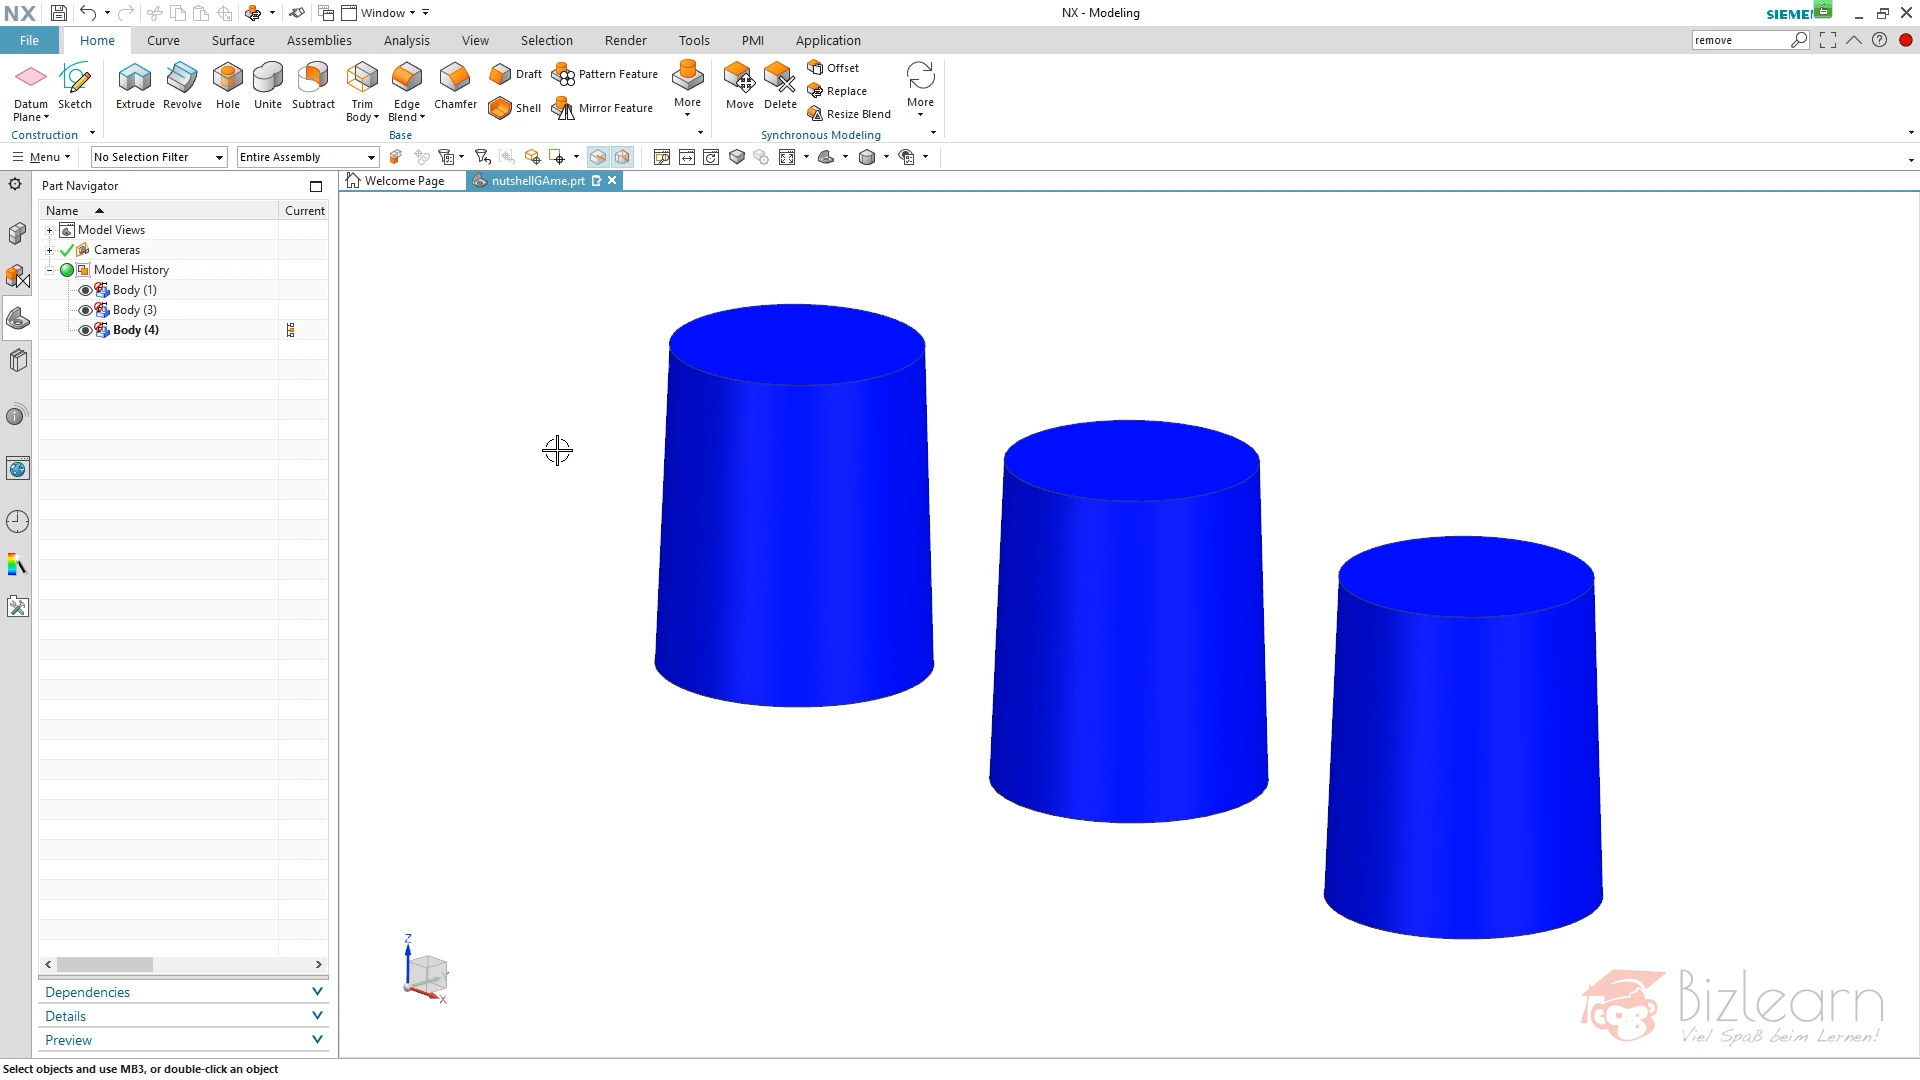 NX
Window
NX - Modeling
SIEME
File
Home
Curve
Surface
Assemblies
Analysis
View
Selection
Render
Tools
PMI
Application
remove
Datum Plane
Sketch
Extrude
Revolve
Hole
Unite
Subtract
Trim Body
Edge Blend
Chamfer
Draft
Shell
Pattern Feature
Mirror Feature
More
Move
Delete
Offset
Replace
Resize Blend
More
Construction
Base
Synchronous Modeling
Menu
No Selection Filter
Entire Assembly
Part Navigator
Welcome Page
nutshellGAme.prt
Name
Current
Model Views
Cameras
Model History
Body (1)
Body (3)
Body (4)
Z
X
Dependencies
Details
Preview
Bizlearn
Viel Spaß beim Lernen!
Select objects and use MB3, or double-click an object